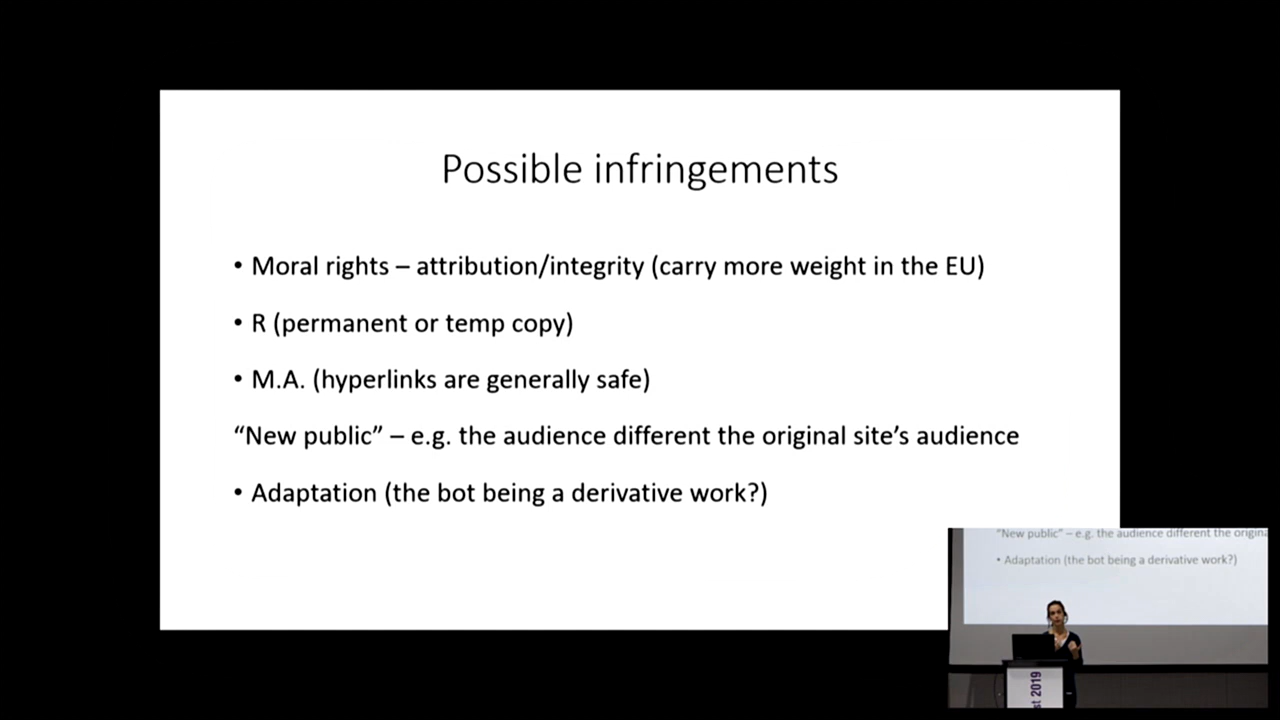 Possible infringements
• Moral rights – attribution/integrity (carry more weight in the EU)
• R (permanent or temp copy)
• M.A. (hyperlinks are generally safe)
“New public” – e.g. the audience different the original site’s audience
• Adaptation (the bot being a derivative work?)
“New public” – e.g. the audience different the origina
• Adaptation (the bot being a derivative work?)
st 2019